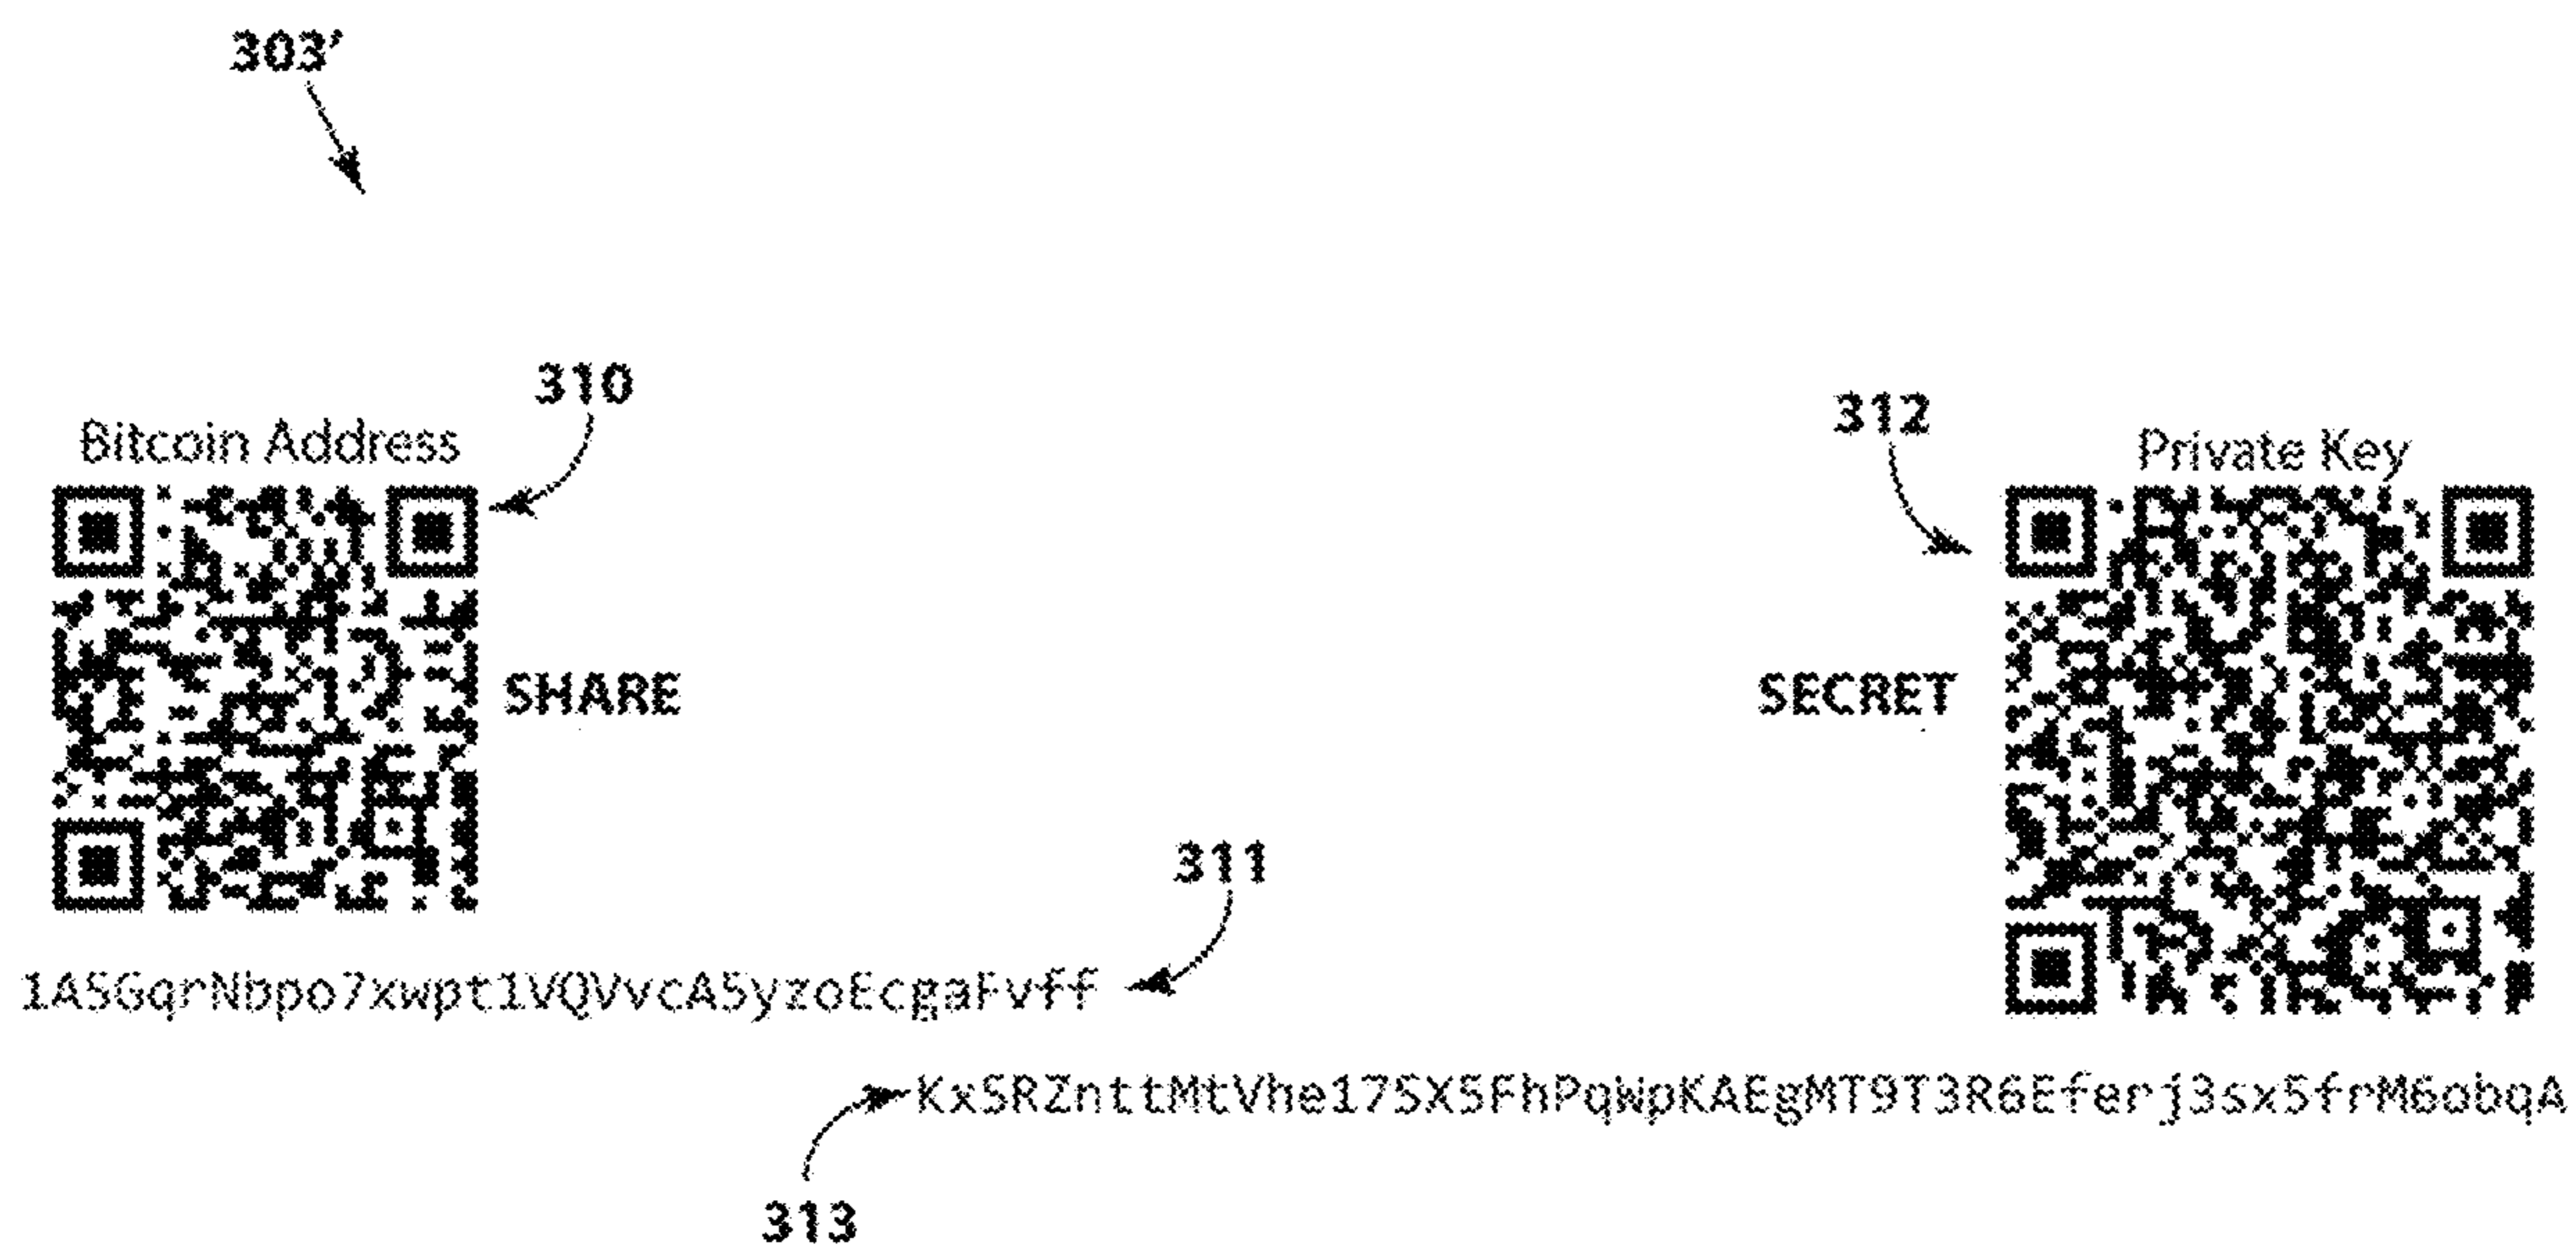 303’
310
Bitcoin Address
312
Private Key
SHARE
SECRET
311
1A5GqrNbpo7xwpt1VQVvcA5yzoEcgaFvff
KxSRZnttMtVhe17SX5FhPqWpKAEgMT9T3R6Eferj3sx5frM6obqA
313